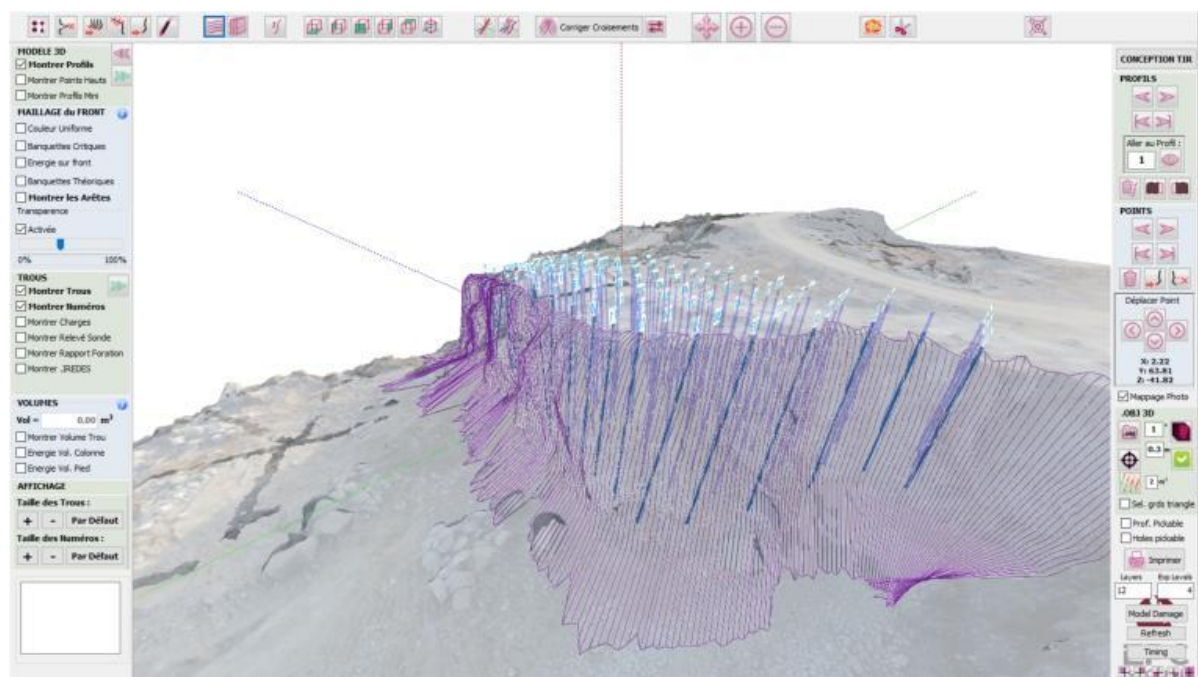 Corriger Croisements
MODELE 3D
Montrer Profils
Montrer Points Hauts
Montrer Profils Mini
MAILLAGE du FRONT
Couleur Uniforme
Banquettes Critiques
Energie sur front
Banquettes Théoriques
Montrer les Arêtes
Transparence
Activée
0% 100%
TROUS
Montrer Trous
Montrer Numéros
Montrer Charges
Montrer Relevé Sonde
Montrer Rapport Foration
Montrer .IREDES
VOLUMES
Vol = 0,00 m³
Montrer Volume Trou
Energie Vol. Colonne
Energie Vol. Pied
AFFICHAGE
Taille des Trous :
+ - Par Défaut
Taille des Numéros :
+ - Par Défaut
CONCEPTION TIR
PROFILS
Aller au Profil :
1
POINTS
Déplacer Point
X: 2.22
Y: 63.81
Z: -41.82
Mappage Photo
.OBJ 3D
1 °
0.3 m
2 m²
Sel. grds triangle
Prof. Pickable
Holes pickable
Imprimer
Layers Exp Levels
12 4
Model Damage
Refresh
Timing